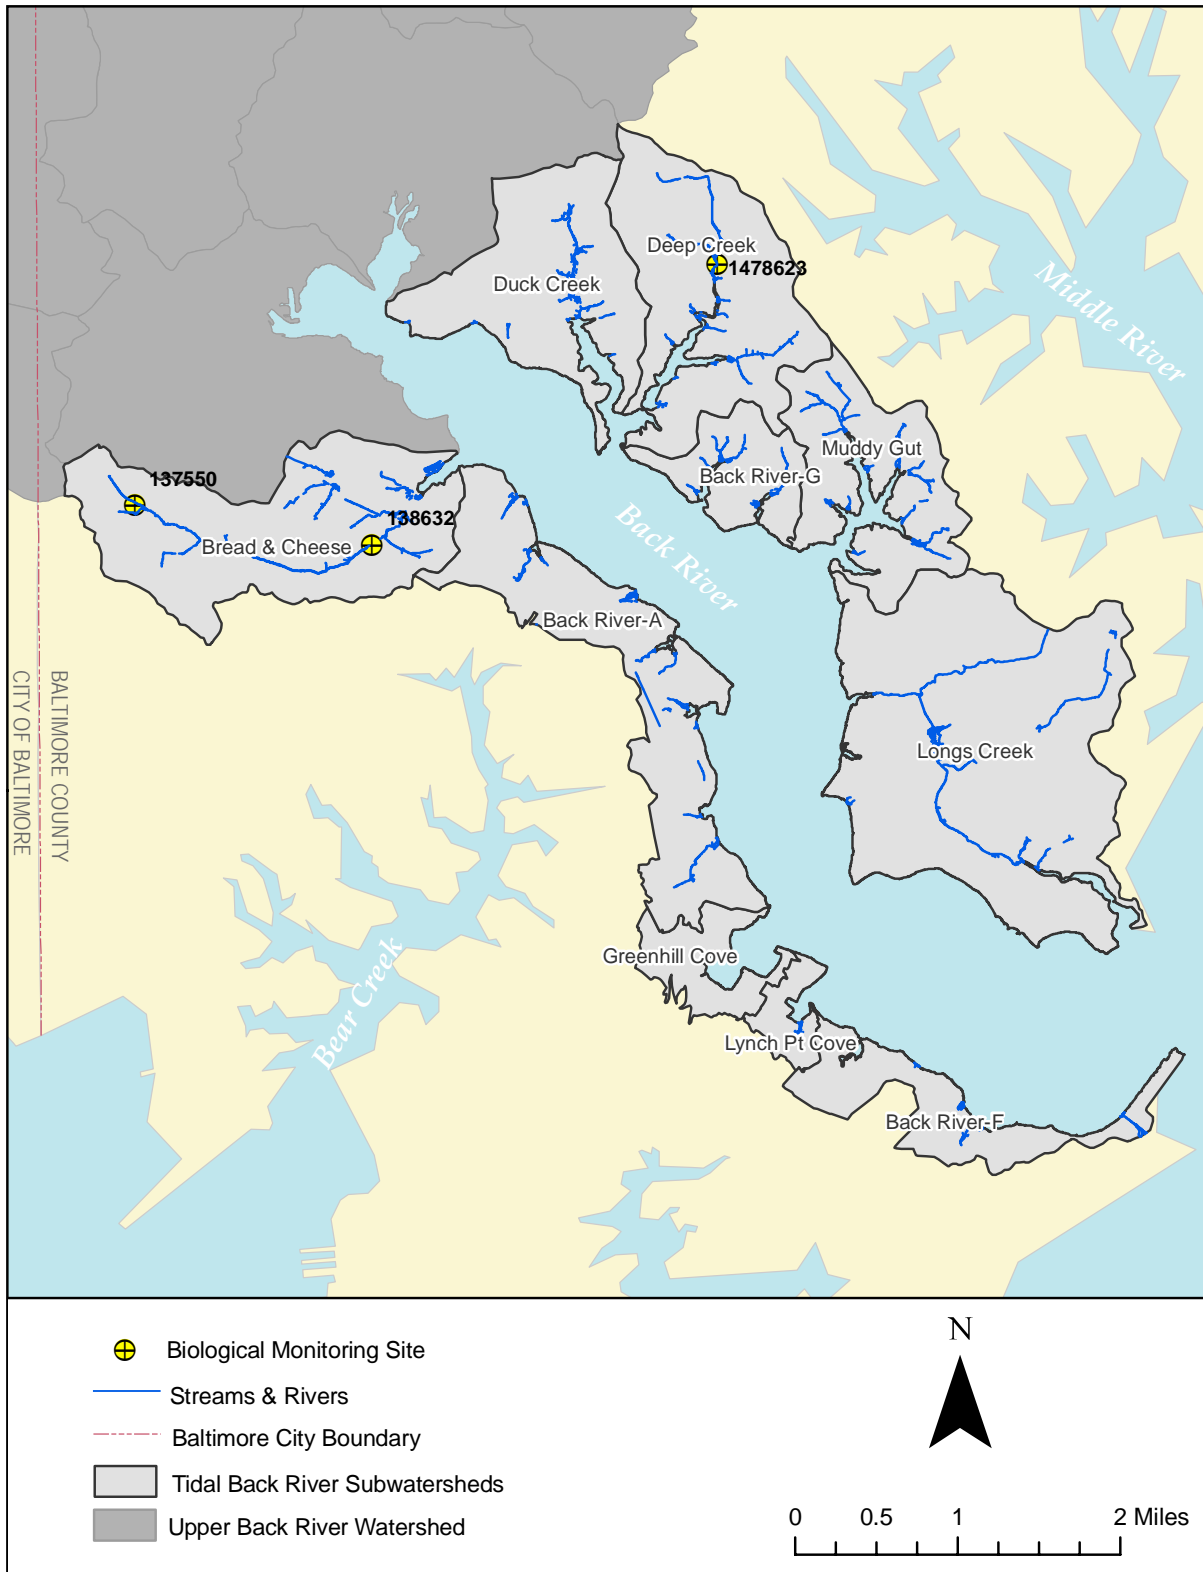 Deep Creek
1478623
Duck Creek
Middle River
Muddy Gut
137550
Back River-G
138632
Bread & Cheese
Back River
Back River-A
BALTIMORE COUNTY
CITY OF BALTIMORE
Longs Creek
Greenhill Cove
Bear Creek
Lynch Pt Cove
Back River-F
Biological Monitoring Site
Streams & Rivers
Baltimore City Boundary
Tidal Back River Subwatersheds
Upper Back River Watershed
N
0 0.5 1 2 Miles